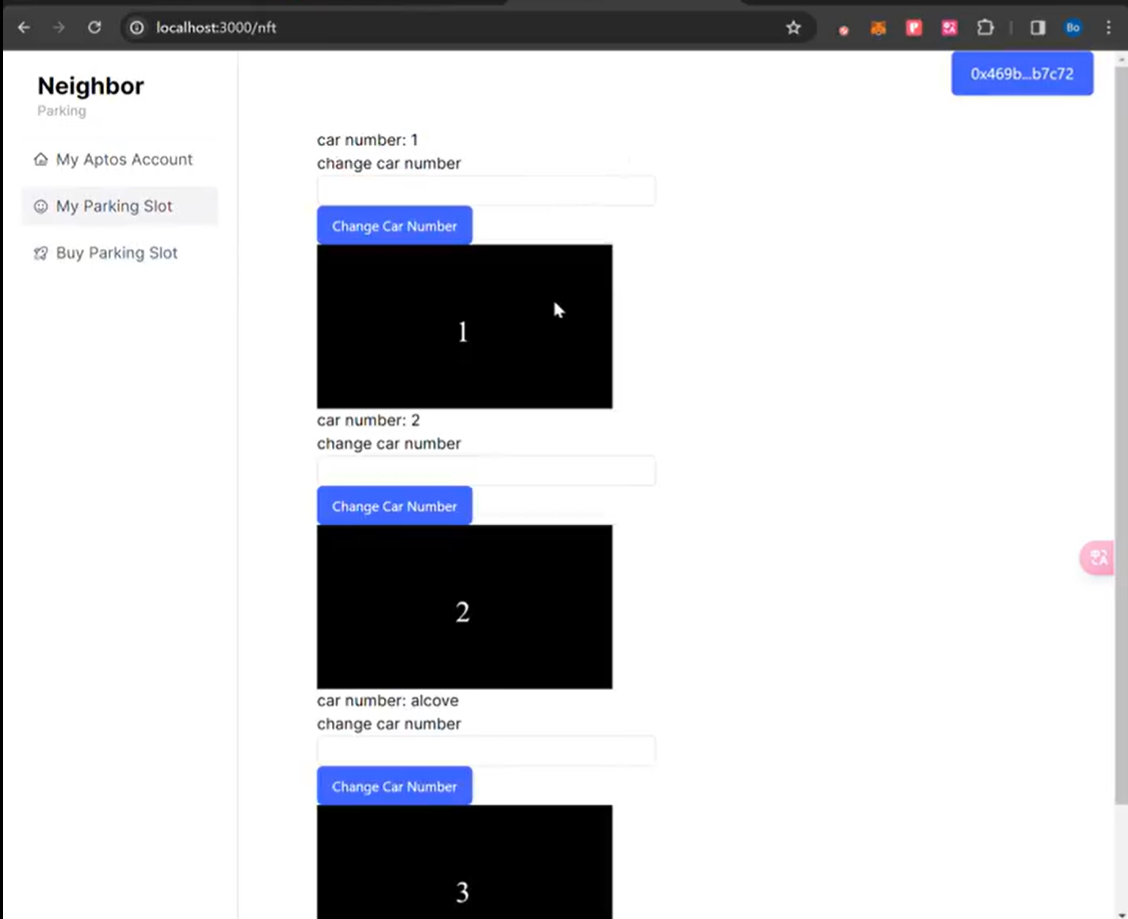 localhost:3000/nft
Bo
Neighbor
Parking
0x469b...b7c72
My Aptos Account
My Parking Slot
Buy Parking Slot
car number: 1
change car number
Change Car Number
1
car number: 2
change car number
Change Car Number
2
car number: alcove
change car number
Change Car Number
3